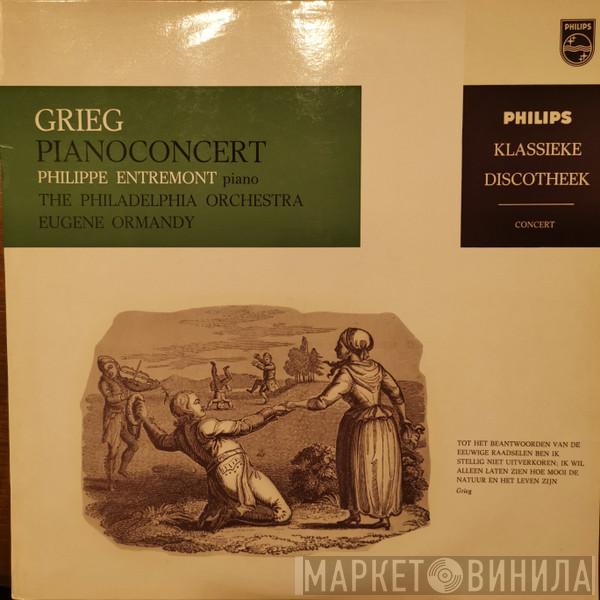 PHILIPS
GRIEG
PIANOCONCERT
PHILIPPE ENTREMONT piano
THE PHILADELPHIA ORCHESTRA
EUGENE ORMANDY
PHILIPS
KLASSIEKE
DISCOTHEEK
CONCERT
TOT HET BEANTWOORDEN VAN DE
EEUWIGE RAADSELEN BEN IK
STELLIG NIET UITVERKOREN; IK WIL
ALLEEN LATEN ZIEN HOE MOOI DE
NATUUR EN HET LEVEN ZIJN
Grieg
МАРКЕТ ВИНИЛА